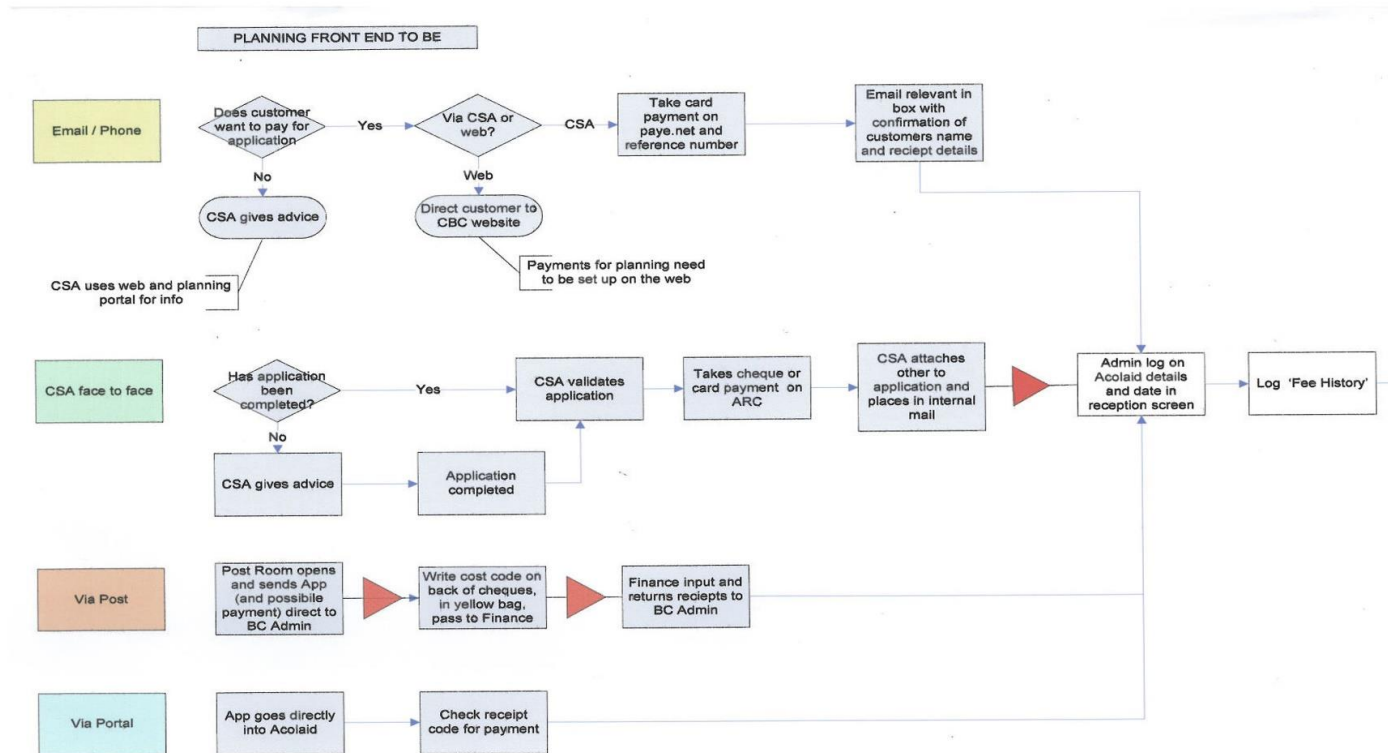 PLANNING FRONT END TO BE
Email / Phone
Does customer
want to pay for
application
Yes
Via CSA or
web?
CSA
Take card
payment on
paye.net and
reference number
Email relevant in
box with
confirmation of
customers name
and reciept details
No
Web
CSA gives advice
Direct customer to
CBC website
CSA uses web and planning
portal for info
Payments for planning need
to be set up on the web
CSA face to face
Has application
been
completed?
Yes
CSA validates
application
Takes cheque or
card payment on
ARC
CSA attaches
other to
application and
places in internal
mail
Admin log on
Acolaid details
and date in
reception screen
Log 'Fee History'
No
CSA gives advice
Application
completed
Via Post
Post Room opens
and sends App
(and possibile
payment) direct to
BC Admin
Write cost code on
back of cheques,
in yellow bag,
pass to Finance
Finance input and
returns reciepts to
BC Admin
Via Portal
App goes directly
into Acolaid
Check receipt
code for payment